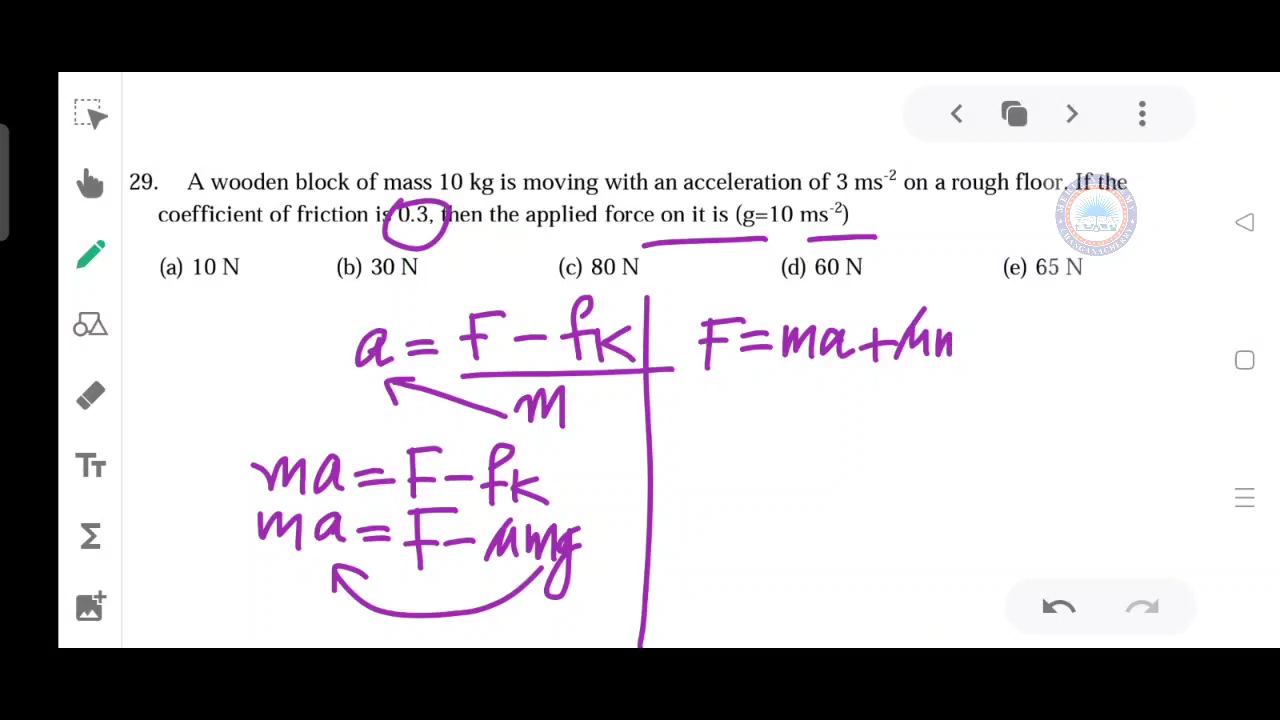 29. A wooden block of mass 10 kg is moving with an acceleration of 3 ms⁻² on a rough floor. If the
coefficient of friction is 0.3, then the applied force on it is (g=10 ms⁻²)
(a) 10 N (b) 30 N (c) 80 N (d) 60 N (e) 65 N
a = F - fk / m
F = ma + μm
ma = F - fk
ma = F - μmg
Tт
Σ